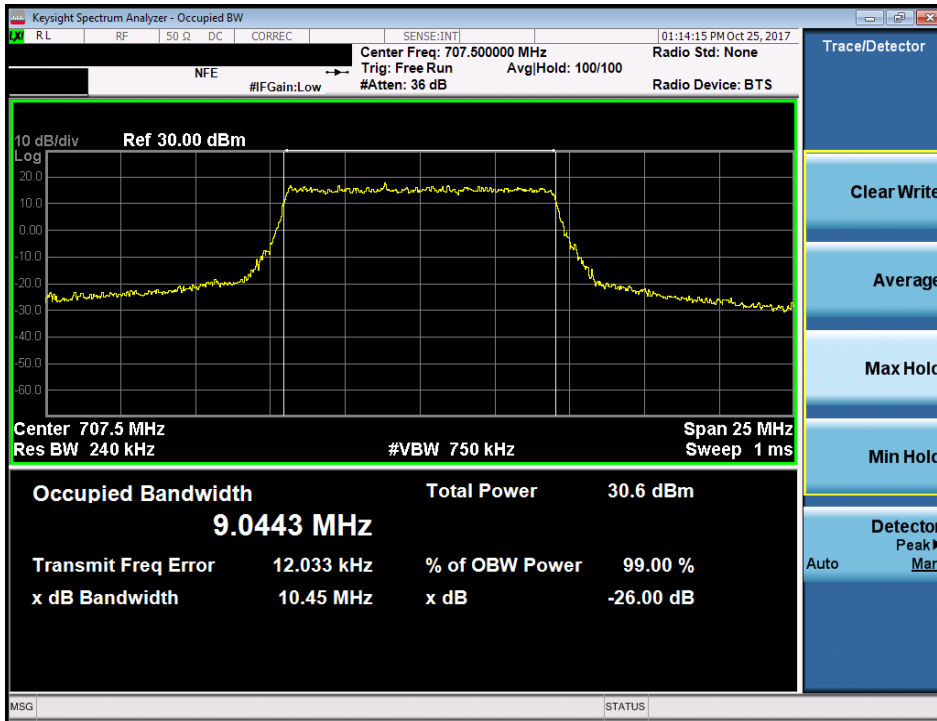 Keysight Spectrum Analyzer - Occupied BW
LXI RL RF 50 Ω DC CORREC SENSE:INT 01:14:15 PM Oct 25, 2017
Center Freq: 707.500000 MHz Radio Std: None
NFE Trig: Free Run Avg|Hold: 100/100
#IFGain:Low #Atten: 36 dB Radio Device: BTS
10 dB/div Ref 30.00 dBm
Log
20.0
10.0
0.00
-10.0
-20.0
-30.0
-40.0
-50.0
-60.0
Center 707.5 MHz Span 25 MHz
Res BW 240 kHz #VBW 750 kHz Sweep 1 ms
Occupied Bandwidth Total Power 30.6 dBm
9.0443 MHz
Transmit Freq Error 12.033 kHz % of OBW Power 99.00 %
x dB Bandwidth 10.45 MHz x dB -26.00 dB
MSG STATUS
Trace/Detector
Clear Write
Average
Max Hold
Min Hold
Detector
Peak
Auto Man